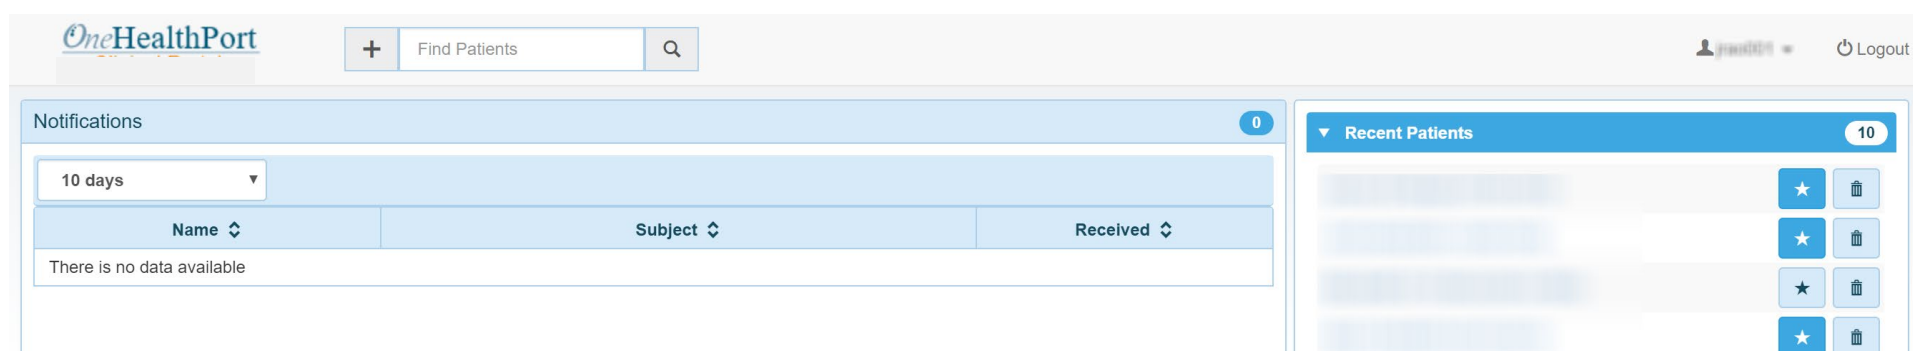 OneHealthPort
Find Patients
Logout
Notifications
0
10 days
Name
Subject
Received
There is no data available
Recent Patients
10